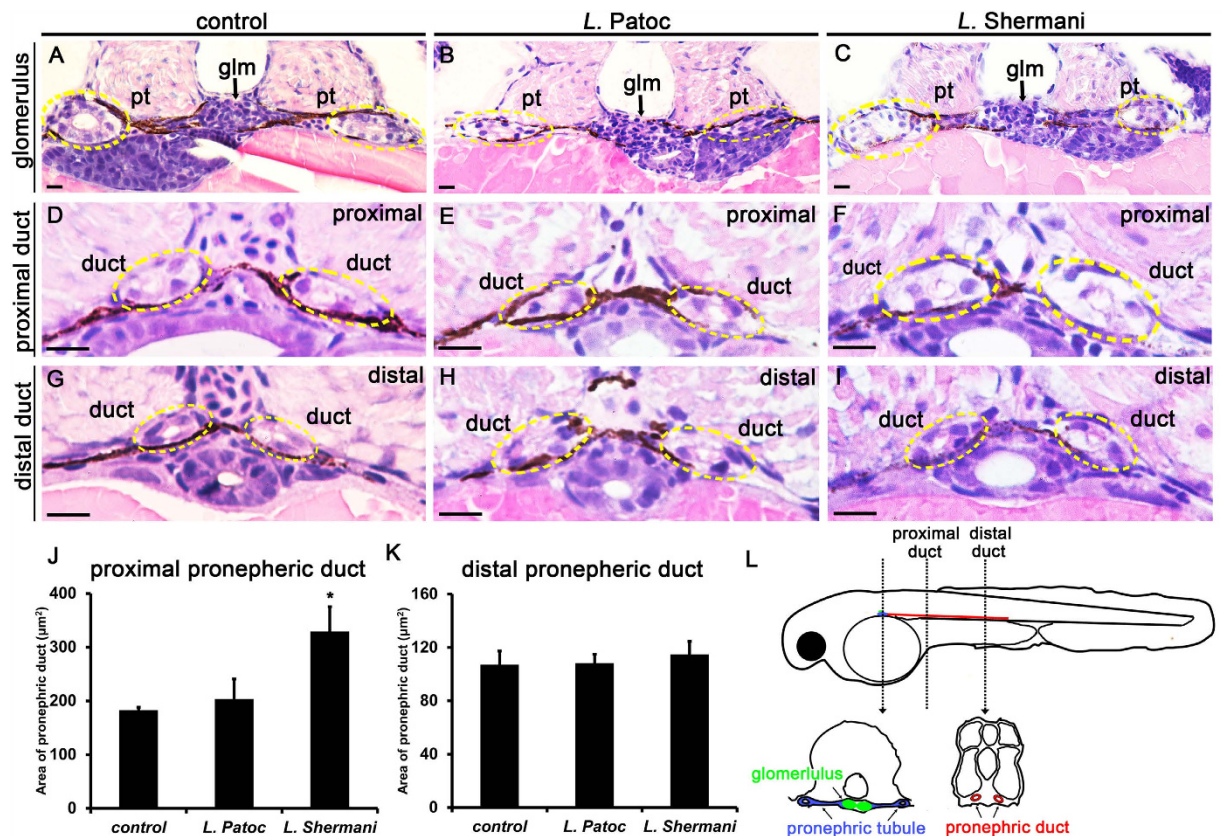 control
L. Patoc
L. Shermani
glomerulus
A
glm
pt
pt
B
glm
pt
C
glm
pt
pt
proximal duct
D
proximal
duct
duct
E
proximal
duct
duct
F
proximal
duct
duct
distal duct
G
distal
duct
duct
H
distal
duct
duct
I
distal
duct
duct
J
proximal pronepheric duct
Area of pronephric duct (µm²)
400
300
200
100
0
*
control
L. Patoc
L. Shermani
K
distal pronepheric duct
Area of pronephric duct (µm²)
160
120
80
40
0
control
L. Patoc
L. Shermani
L
proximal
duct
distal
duct
glomerlulus
pronephric tubule
pronephric duct